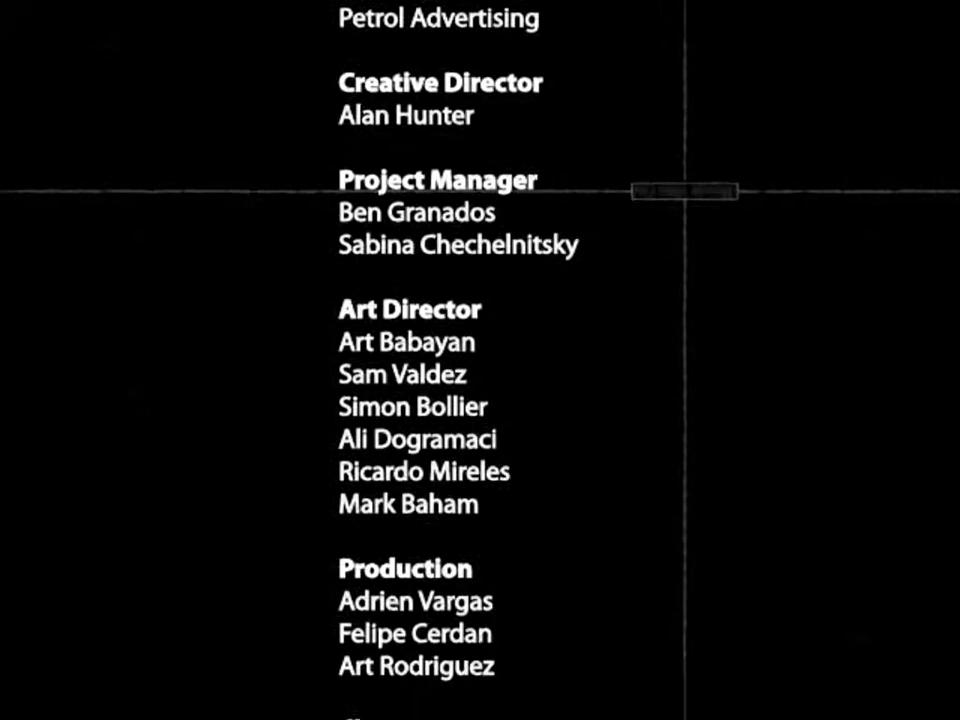 Petrol Advertising
Creative Director
Alan Hunter
Project Manager
Ben Granados
Sabina Chechelnitsky
Art Director
Art Babayan
Sam Valdez
Simon Bollier
Ali Dogramaci
Ricardo Mireles
Mark Baham
Production
Adrien Vargas
Felipe Cerdan
Art Rodriguez